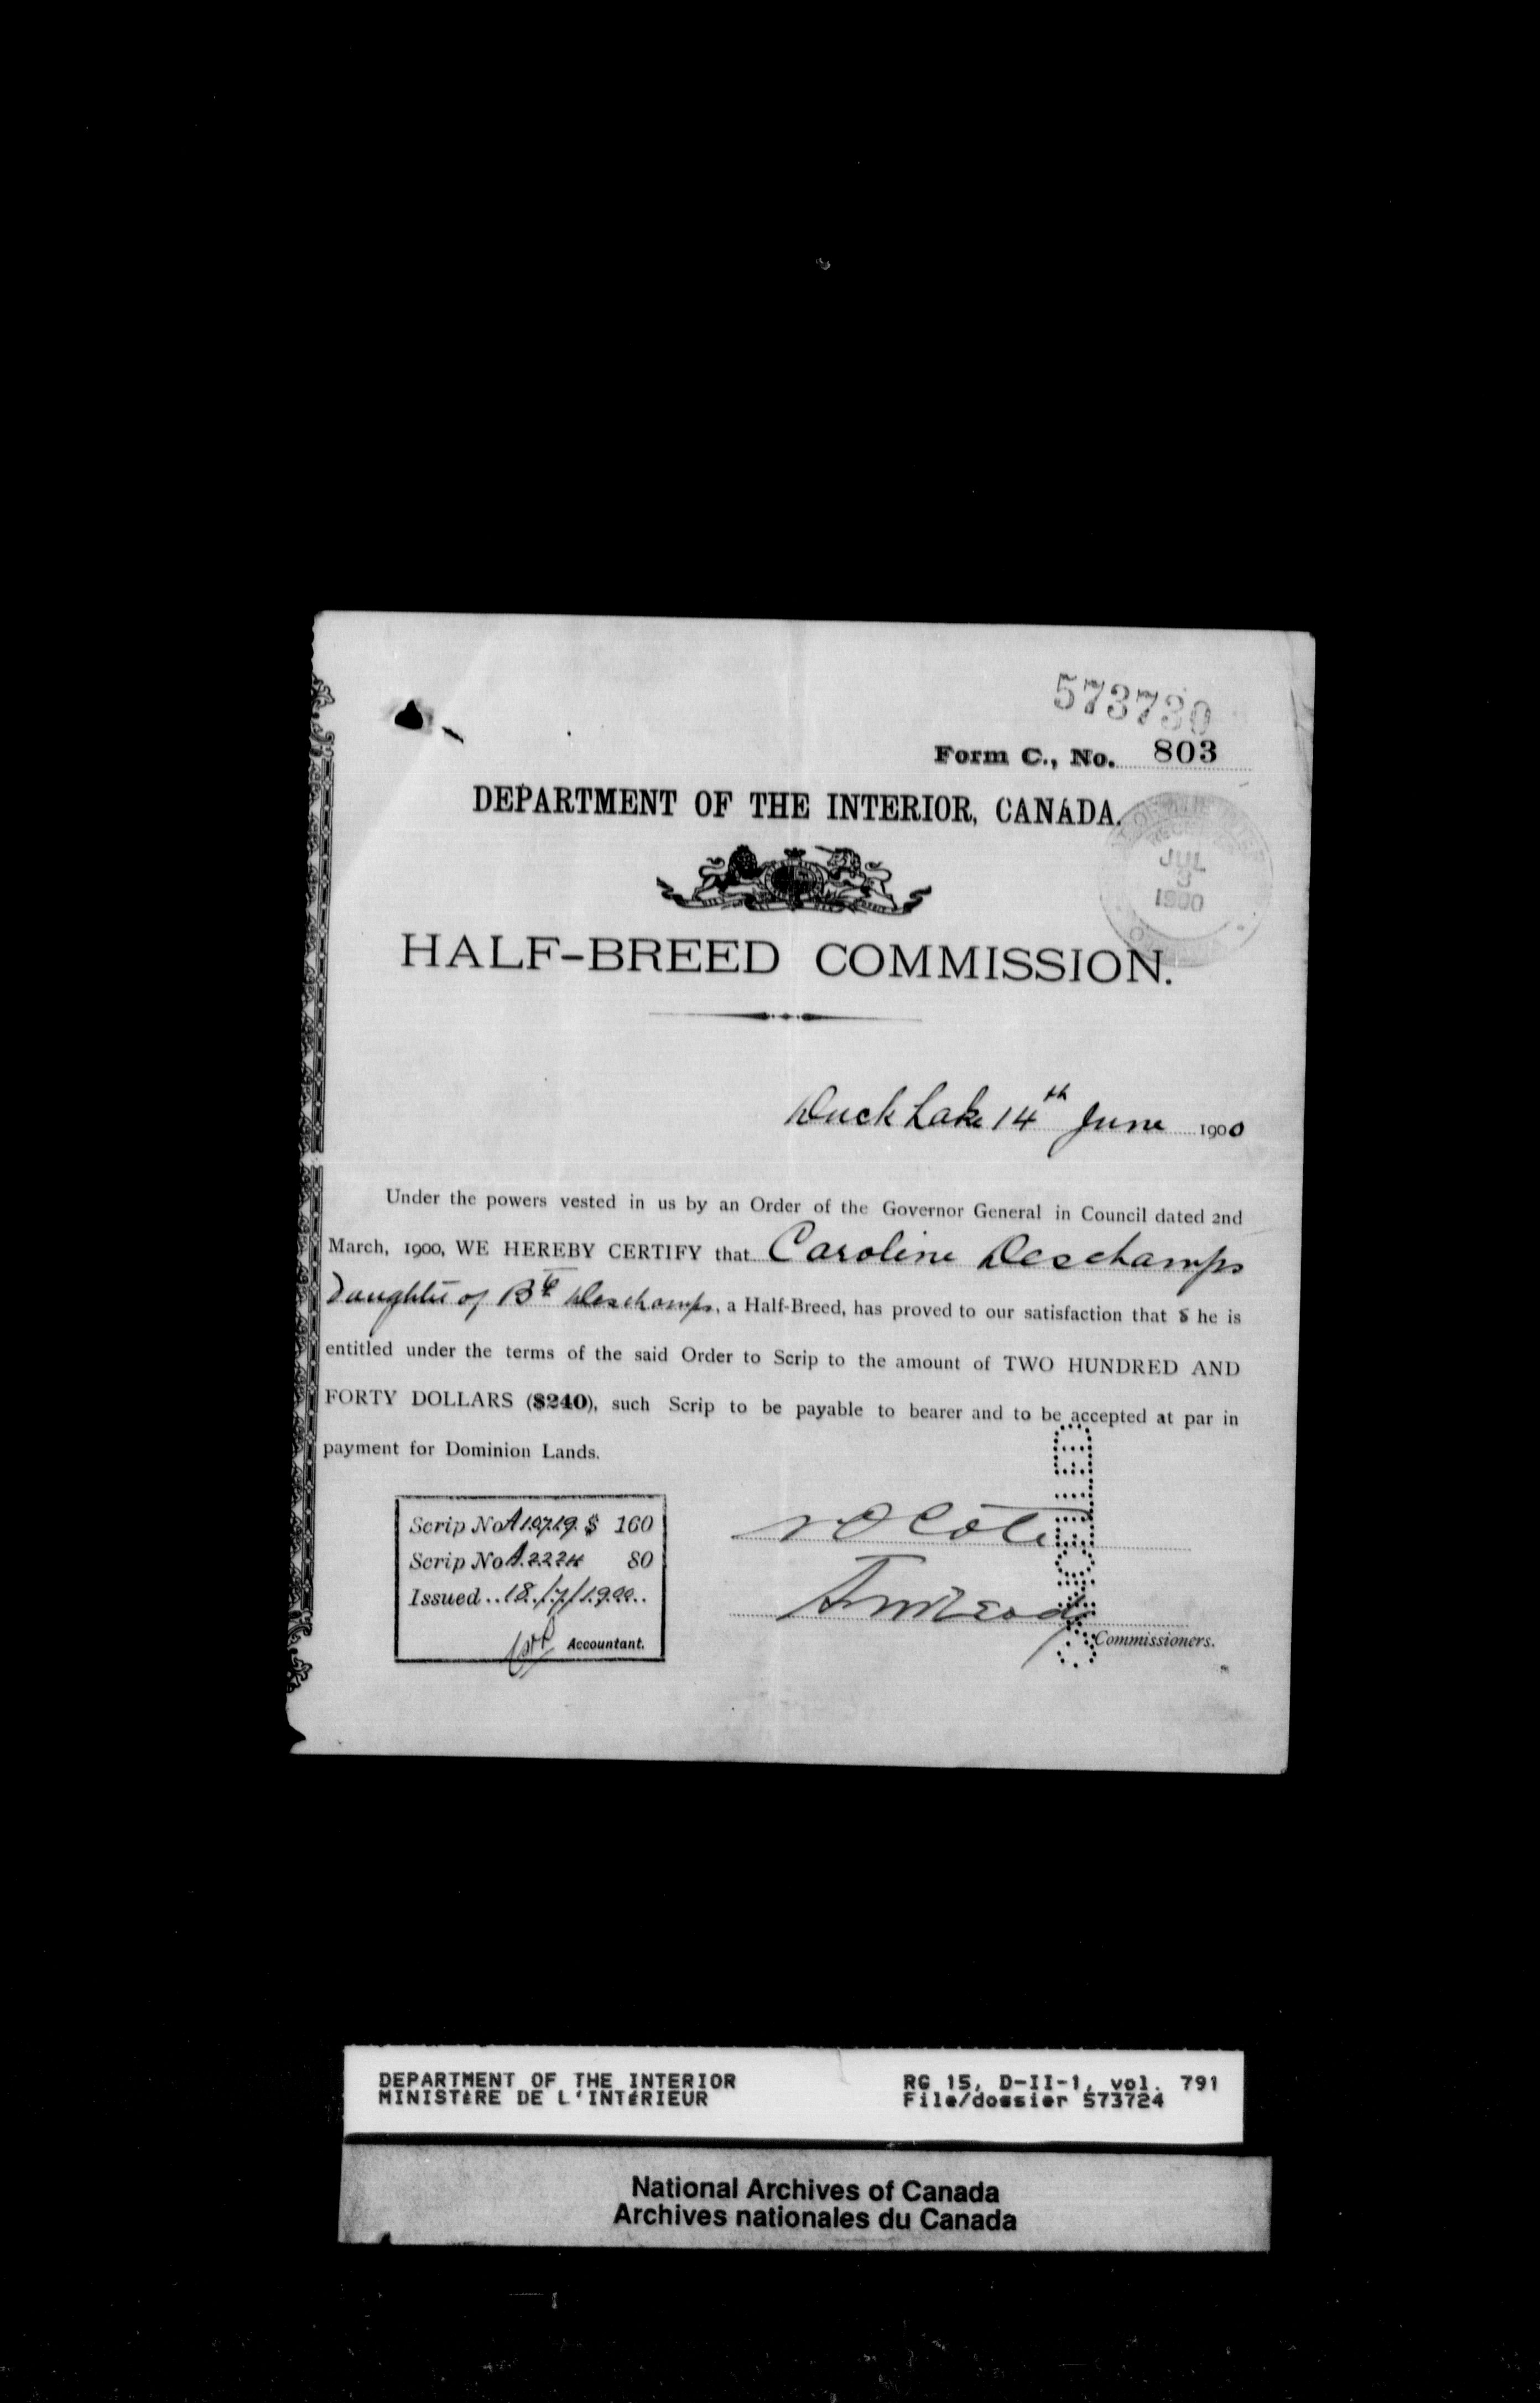 573730
Form C., No. 803
DEPARTMENT OF THE INTERIOR, CANADA.
JUL
3
1900
HALF-BREED COMMISSION.
Duck Lake 14th June 1900
Under the powers vested in us by an Order of the Governor General in Council dated 2nd
March, 1900, WE HEREBY CERTIFY that Caroline Deschamps
Daughter of Bte Deschamps, a Half-Breed, has proved to our satisfaction that s he is
entitled under the terms of the said Order to Scrip to the amount of TWO HUNDRED AND
FORTY DOLLARS ($240), such Scrip to be payable to bearer and to be accepted at par in
payment for Dominion Lands.
Scrip No A10719 $ 160
Scrip No A.2224 80
Issued..18/7/1900..
Accountant.
CANCELLED
Commissioners.
DEPARTMENT OF THE INTERIOR
MINISTÈRE DE L'INTÉRIEUR
RG 15, D-II-1, vol. 791
File/dossier 573724
National Archives of Canada
Archives nationales du Canada